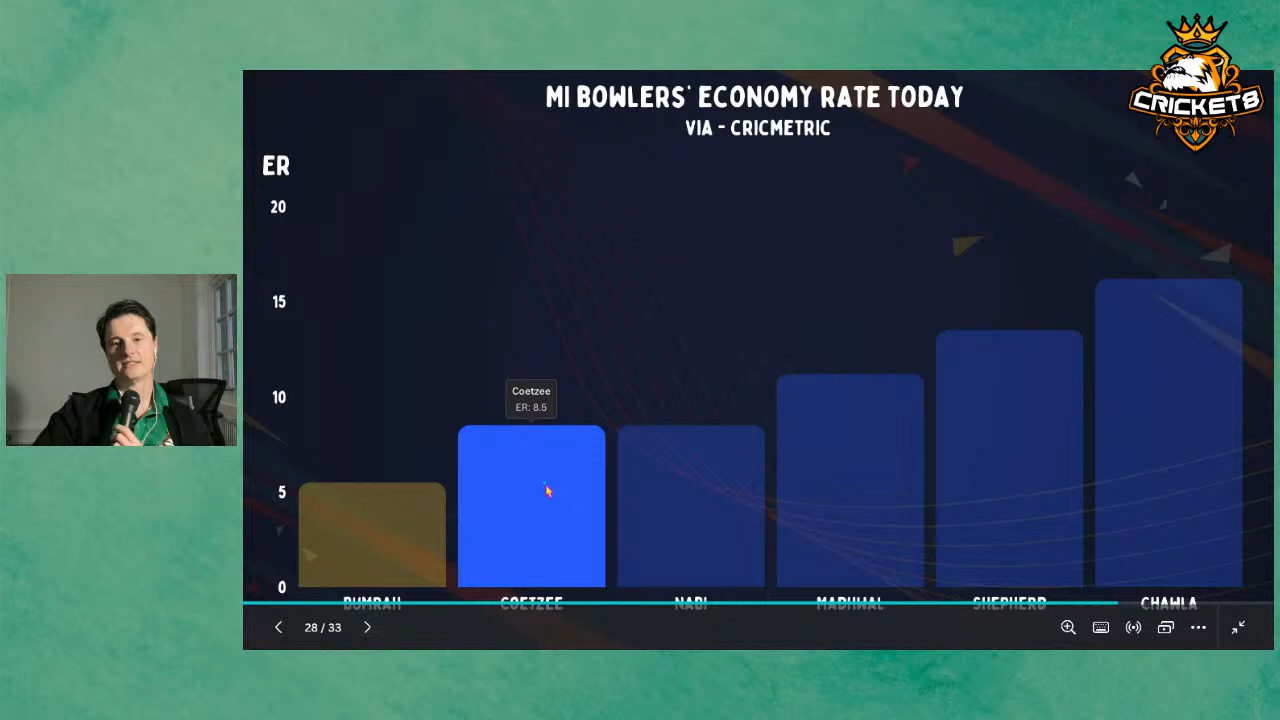 CRICKET8
MI BOWLERS' ECONOMY RATE TODAY
VIA - CRICMETRIC
ER
20
15
10
5
0
Coetzee
ER: 8.5
BUMRAH
COETZEE
NABI
MADHWAL
SHEPHERD
CHAWLA
28 / 33